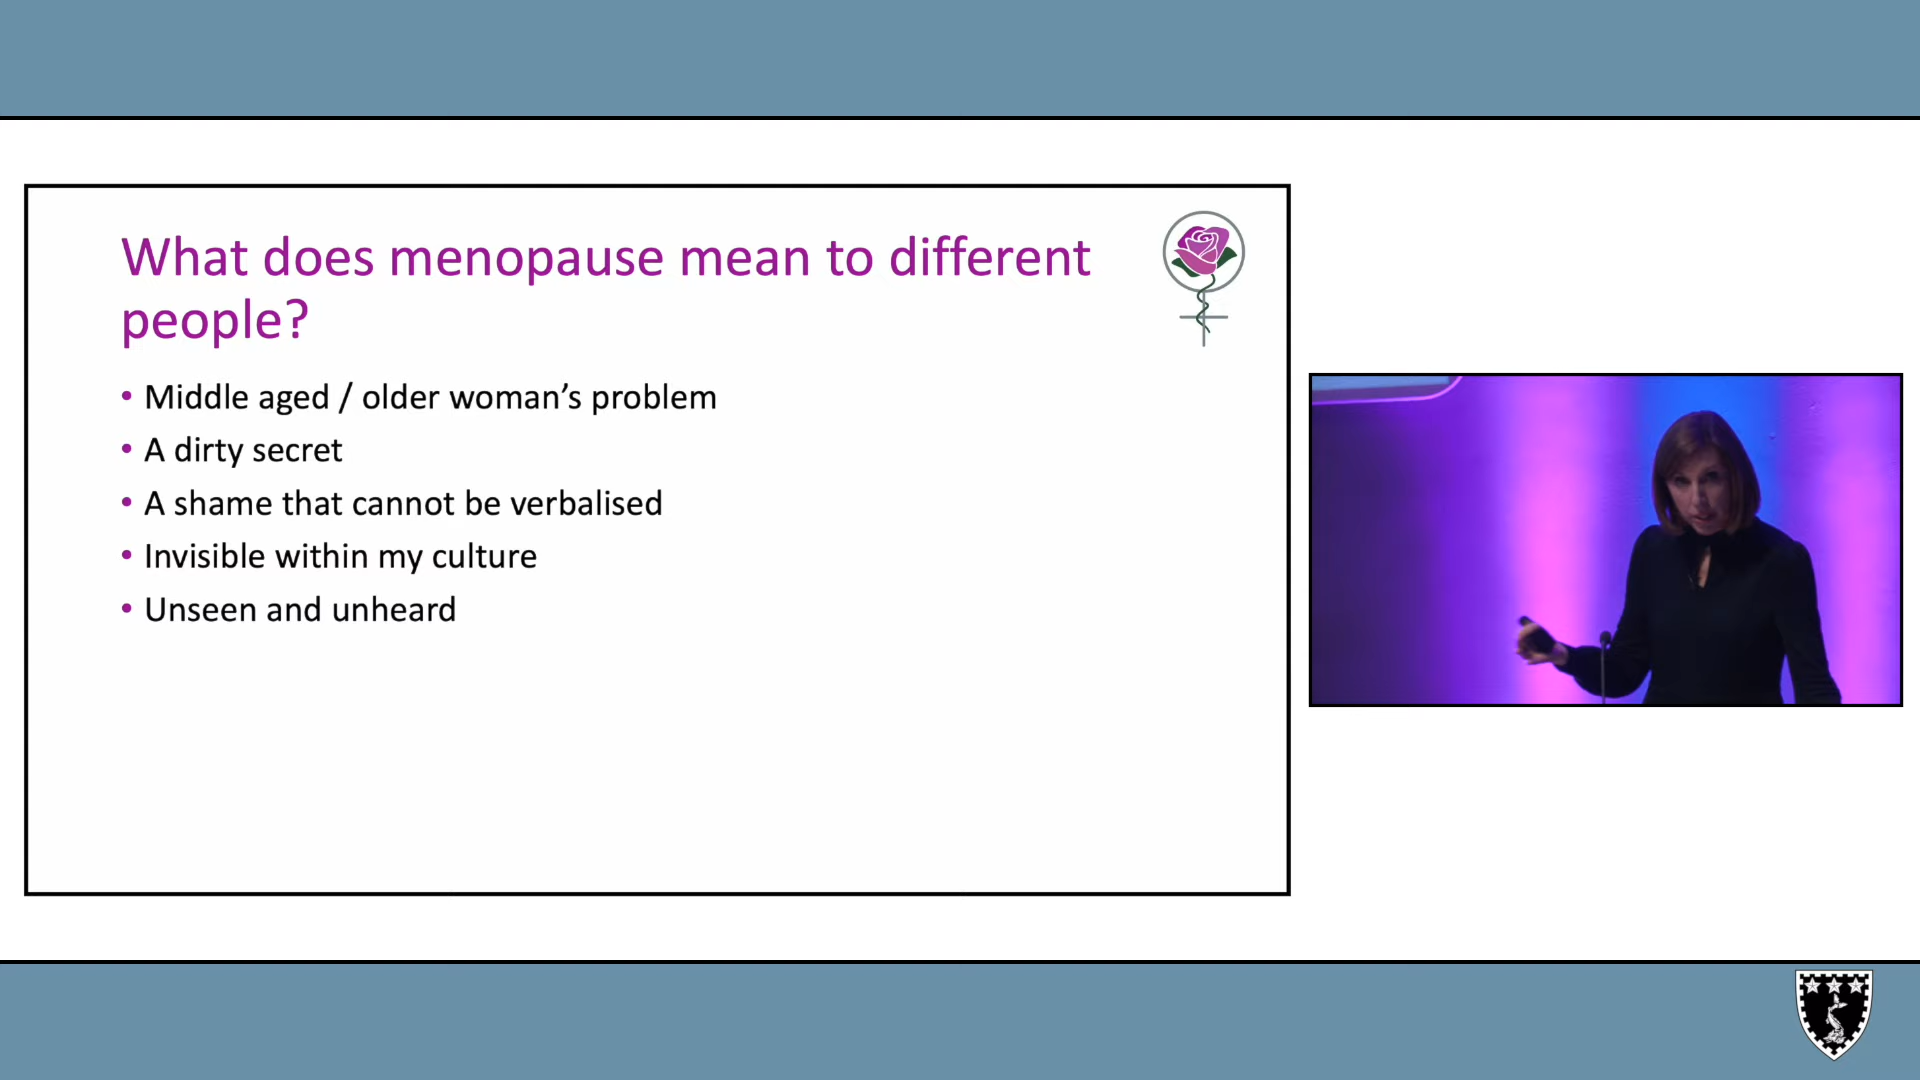 What does menopause mean to different
people?
• Middle aged / older woman’s problem
• A dirty secret
• A shame that cannot be verbalised
• Invisible within my culture
• Unseen and unheard